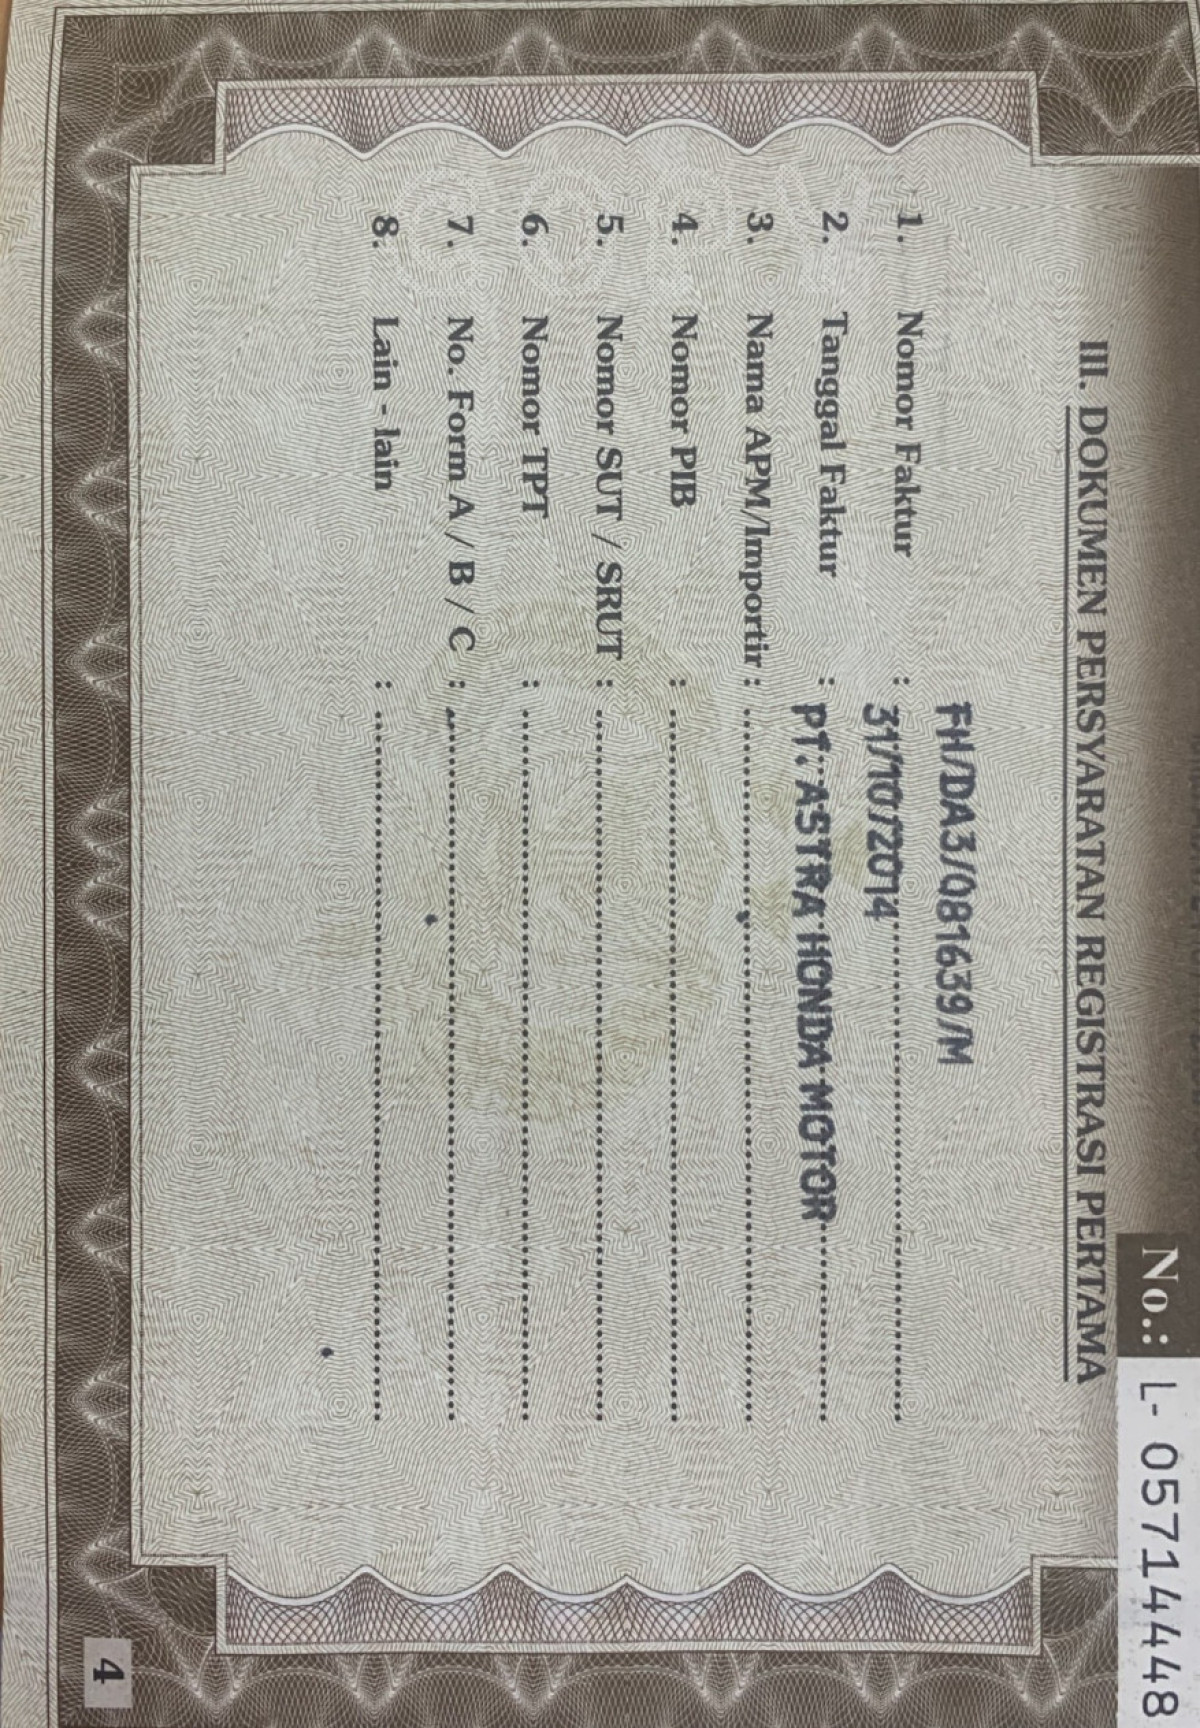 No.: L- 05714448
III. DOKUMEN PERSYARATAN REGISTRASI PERTAMA
1. Nomor Faktur : FH/DA3/081639/M
2. Tanggal Faktur : 31/10/2014
3. Nama APM/Importir : PT. ASTRA HONDA MOTOR
4. Nomor PIB :
5. Nomor SUT / SRUT :
6. Nomor TPT :
7. No. Form A / B / C :
8. Lain - lain :
4